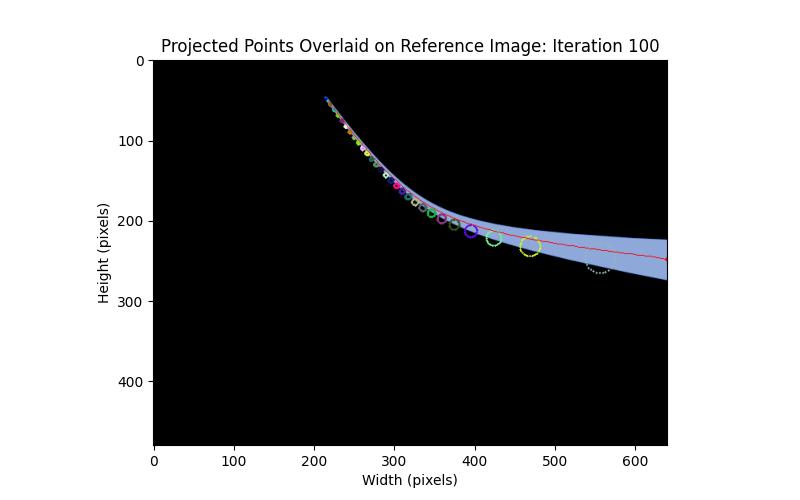 Projected Points Overlaid on Reference Image: Iteration 100
0
100
200
300
400
Height (pixels)
0 100 200 300 400 500 600
Width (pixels)